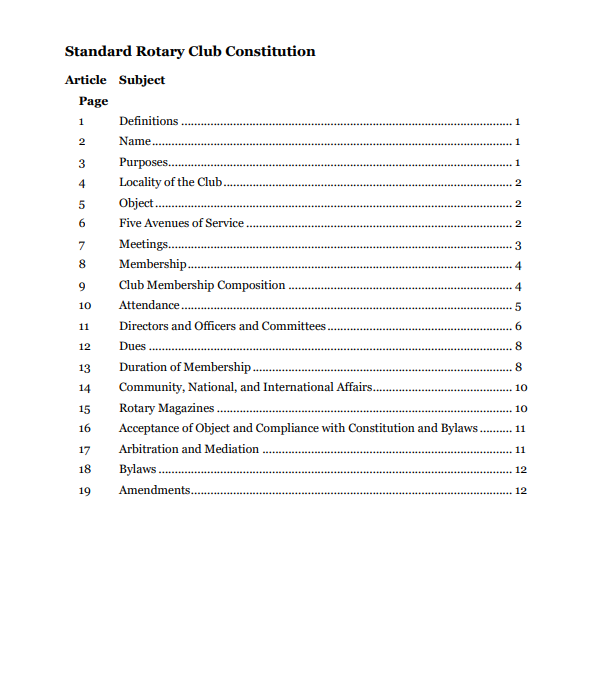 Standard Rotary Club Constitution
Article Subject
Page
1 Definitions ........................................................................................................ 1
2 Name................................................................................................................. 1
3 Purposes............................................................................................................ 1
4 Locality of the Club........................................................................................... 2
5 Object................................................................................................................ 2
6 Five Avenues of Service .................................................................................... 2
7 Meetings............................................................................................................ 3
8 Membership...................................................................................................... 4
9 Club Membership Composition ....................................................................... 4
10 Attendance........................................................................................................ 5
11 Directors and Officers and Committees........................................................... 6
12 Dues .................................................................................................................. 8
13 Duration of Membership.................................................................................. 8
14 Community, National, and International Affairs............................................ 10
15 Rotary Magazines ............................................................................................. 10
16 Acceptance of Object and Compliance with Constitution and Bylaws .......... 11
17 Arbitration and Mediation ............................................................................... 11
18 Bylaws ............................................................................................................... 12
19 Amendments..................................................................................................... 12